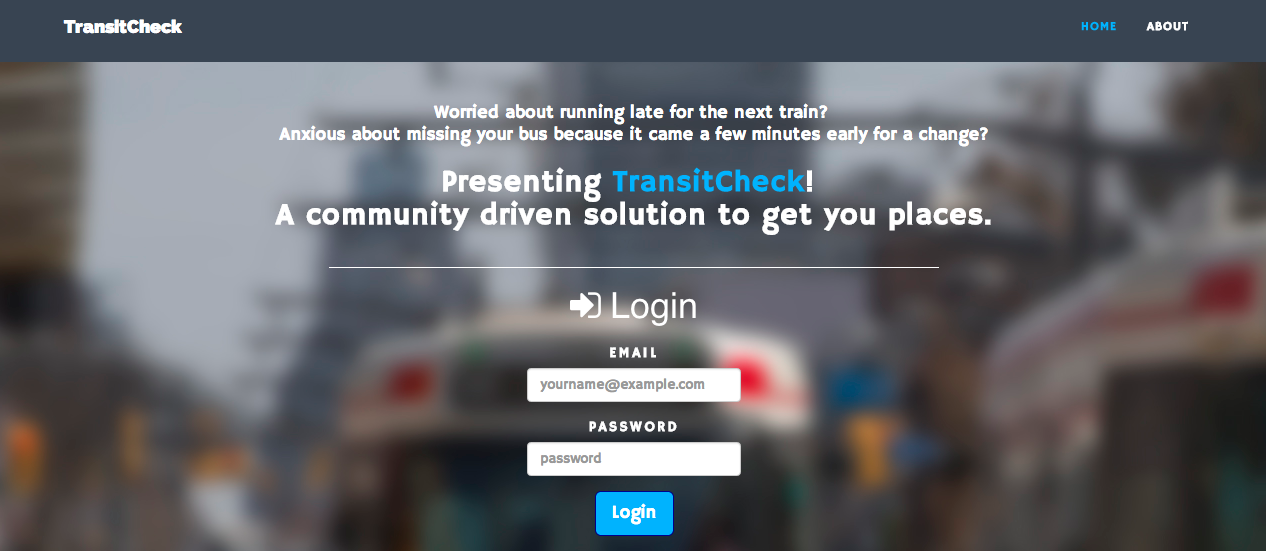 TransitCheck
HOME
ABOUT
Worried about running late for the next train?
Anxious about missing your bus because it came a few minutes early for a change?
Presenting TransitCheck!
A community driven solution to get you places.
Login
EMAIL
yourname@example.com
PASSWORD
password
Login